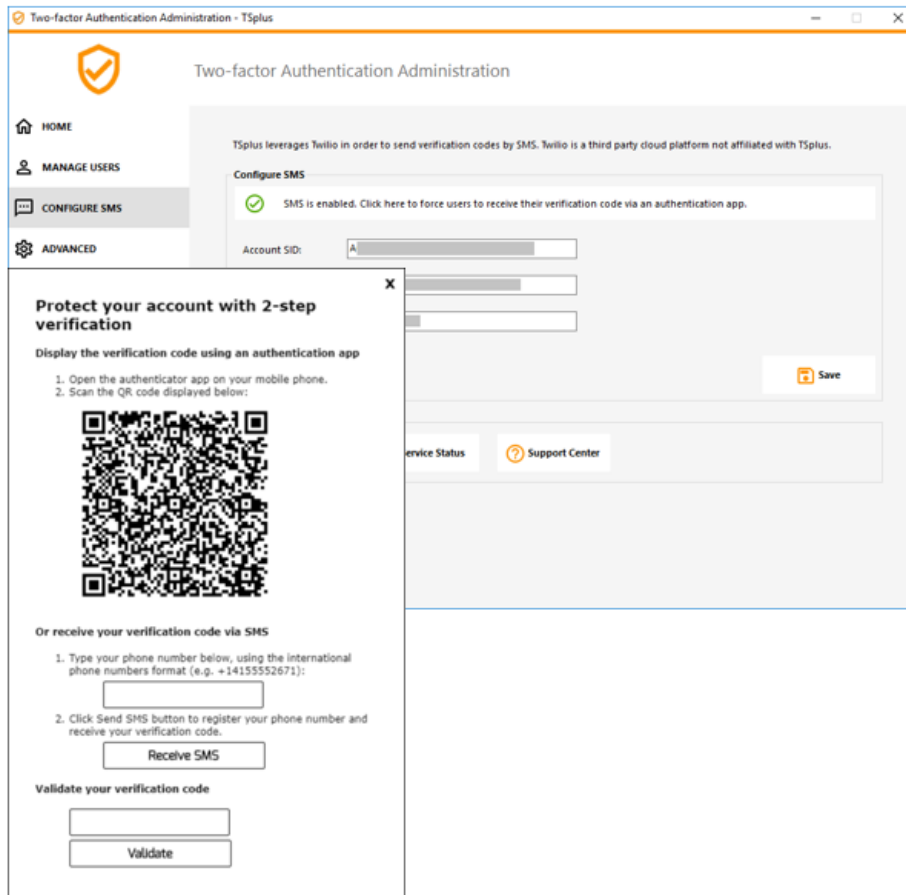 Two-factor Authentication Administration - TSplus
Two-factor Authentication Administration
HOME
MANAGE USERS
CONFIGURE SMS
ADVANCED
TSplus leverages Twilio in order to send verification codes by SMS. Twilio is a third party cloud platform not affiliated with TSplus.
Configure SMS
SMS is enabled. Click here to force users to receive their verification code via an authentication app.
Account SID: A
Save
ervice Status
Support Center
X
Protect your account with 2-step
verification
Display the verification code using an authentication app
1. Open the authenticator app on your mobile phone.
2. Scan the QR code displayed below:
Or receive your verification code via SMS
1. Type your phone number below, using the international
phone numbers format (e.g. +14155552671):
2. Click Send SMS button to register your phone number and
receive your verification code.
Receive SMS
Validate your verification code
Validate